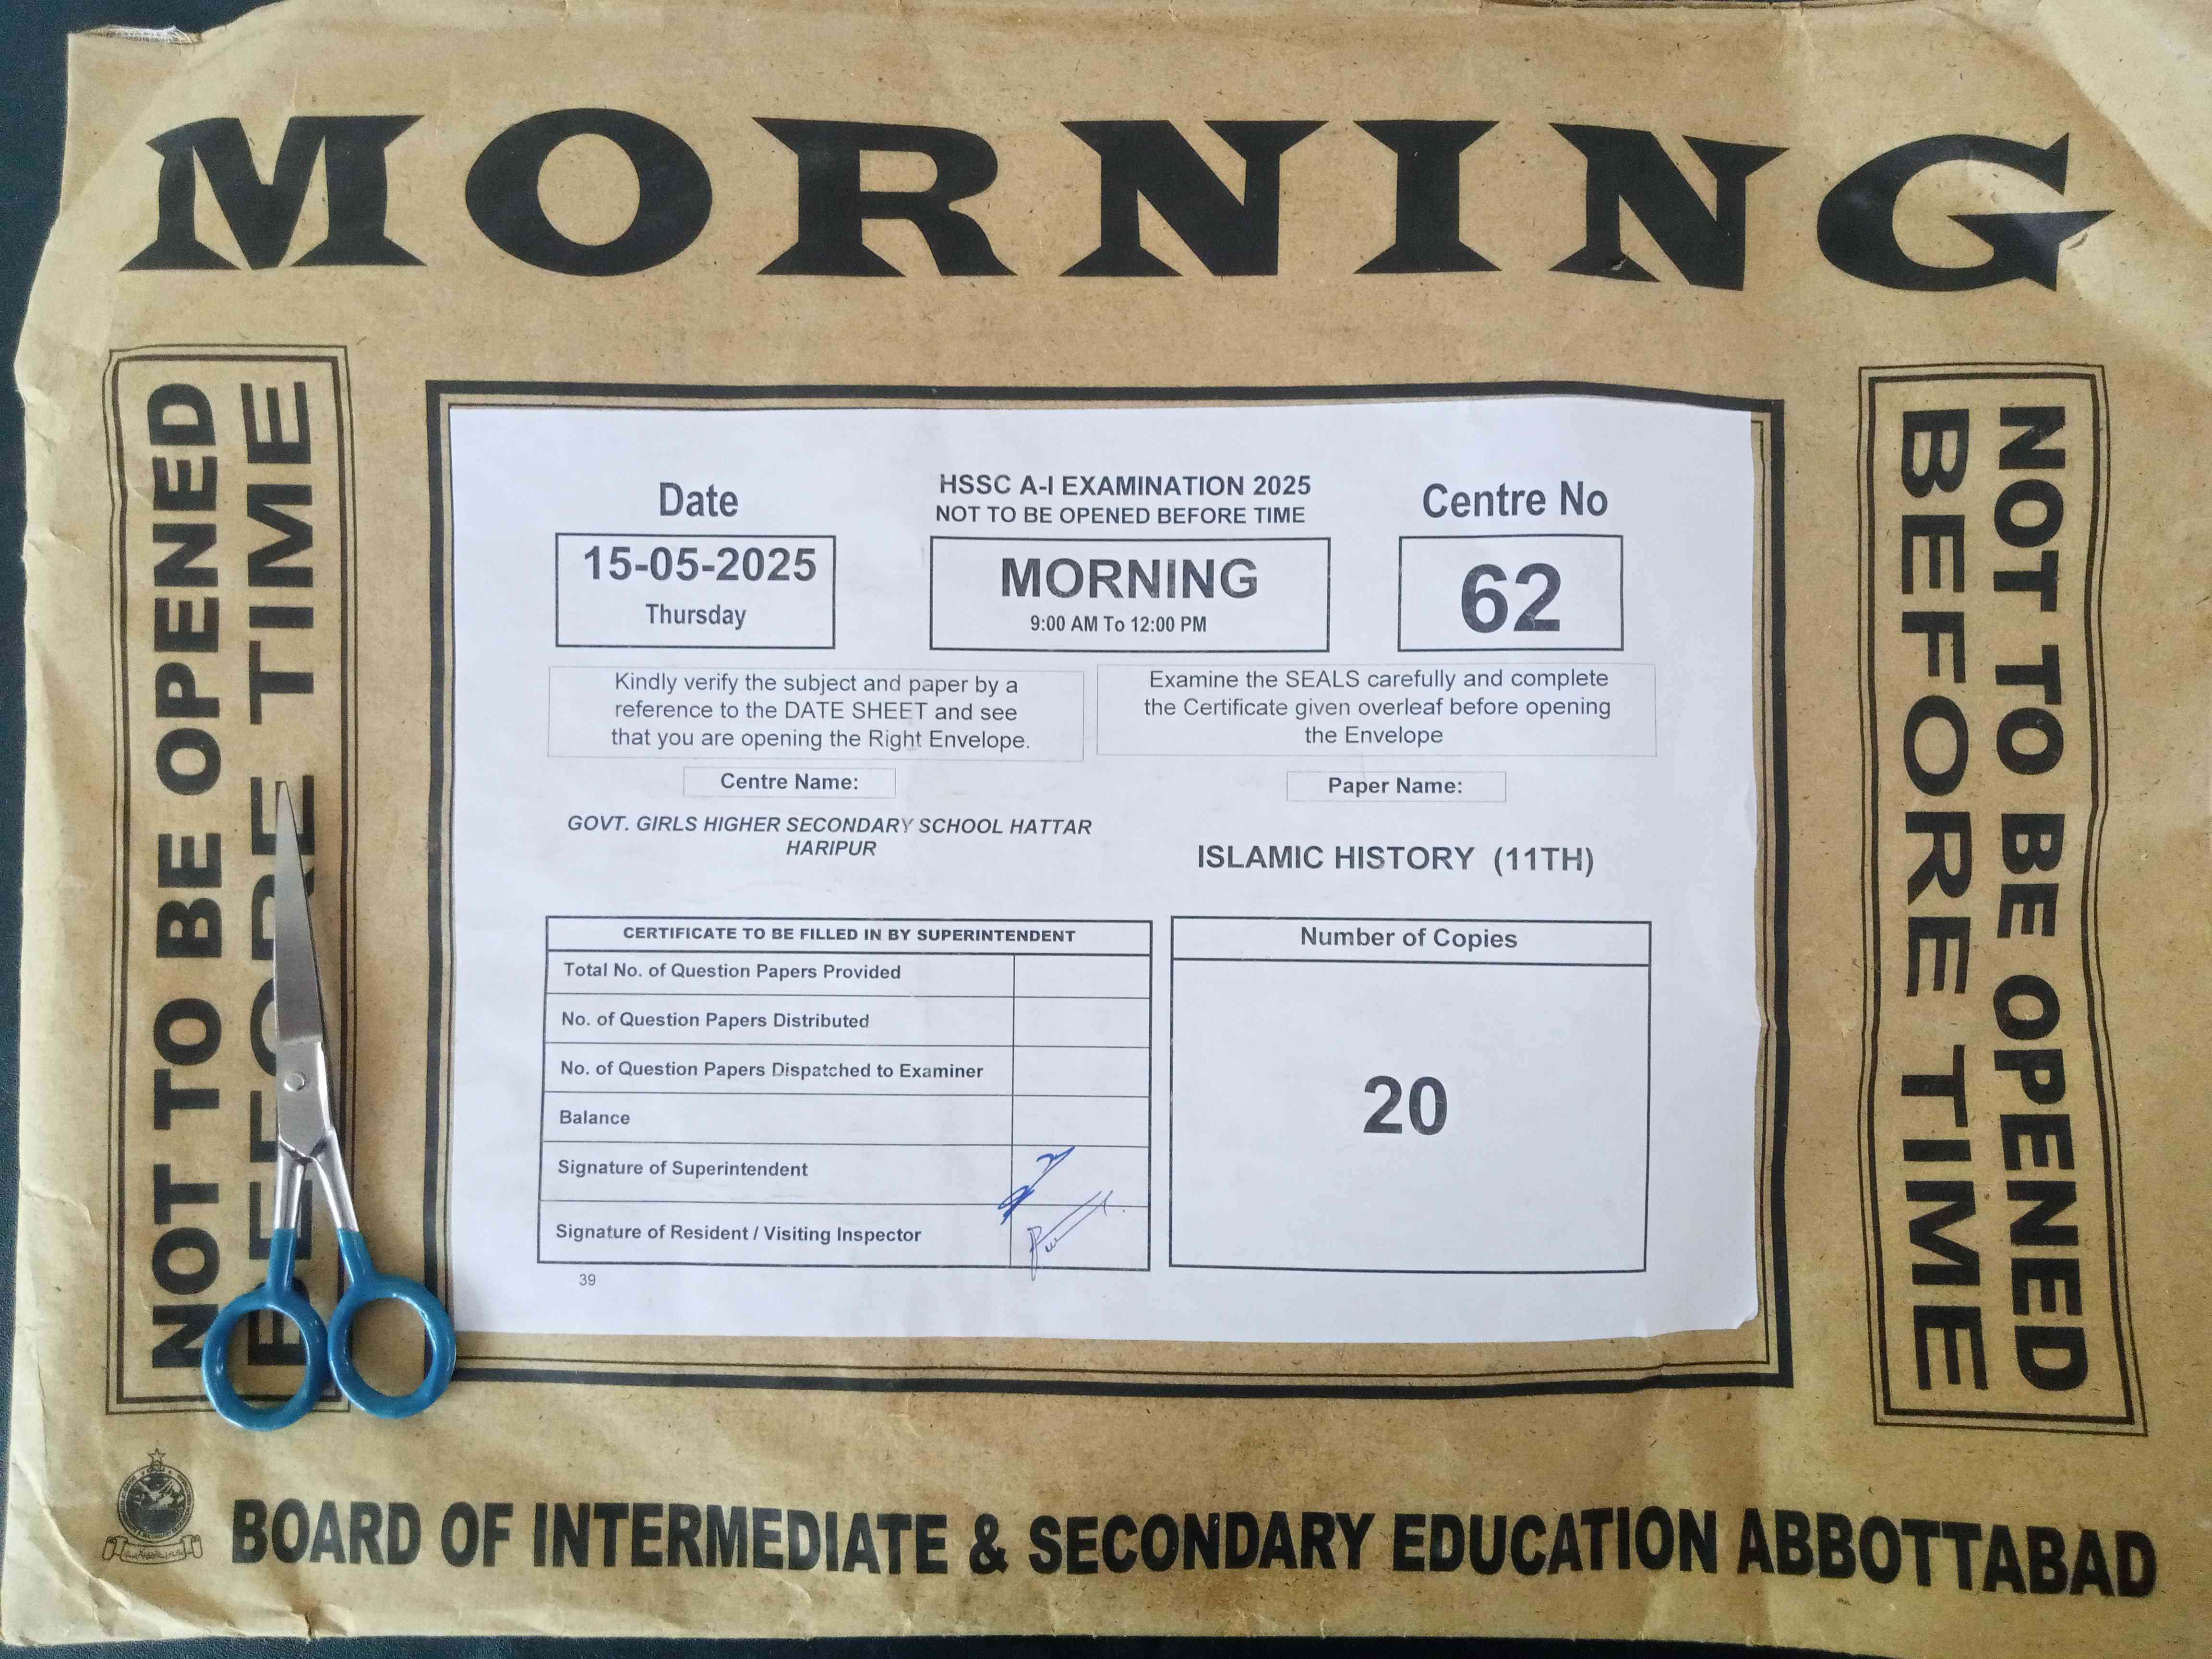 MORNING
NOT TO BE OPENED
BEFORE TIME
Date
15-05-2025
Thursday
HSSC A-I EXAMINATION 2025
NOT TO BE OPENED BEFORE TIME
MORNING
9:00 AM To 12:00 PM
Centre No
62
Kindly verify the subject and paper by a
reference to the DATE SHEET and see
that you are opening the Right Envelope.
Examine the SEALS carefully and complete
the Certificate given overleaf before opening
the Envelope
Centre Name:
GOVT. GIRLS HIGHER SECONDARY SCHOOL HATTAR
HARIPUR
Paper Name:
ISLAMIC HISTORY (11TH)
CERTIFICATE TO BE FILLED IN BY SUPERINTENDENT
Total No. of Question Papers Provided
No. of Question Papers Distributed
No. of Question Papers Dispatched to Examiner
Balance
Signature of Superintendent
Signature of Resident / Visiting Inspector
39
Number of Copies
20
NOT TO BE OPENED
BEFORE TIME
BOARD OF INTERMEDIATE & SECONDARY EDUCATION ABBOTTABAD